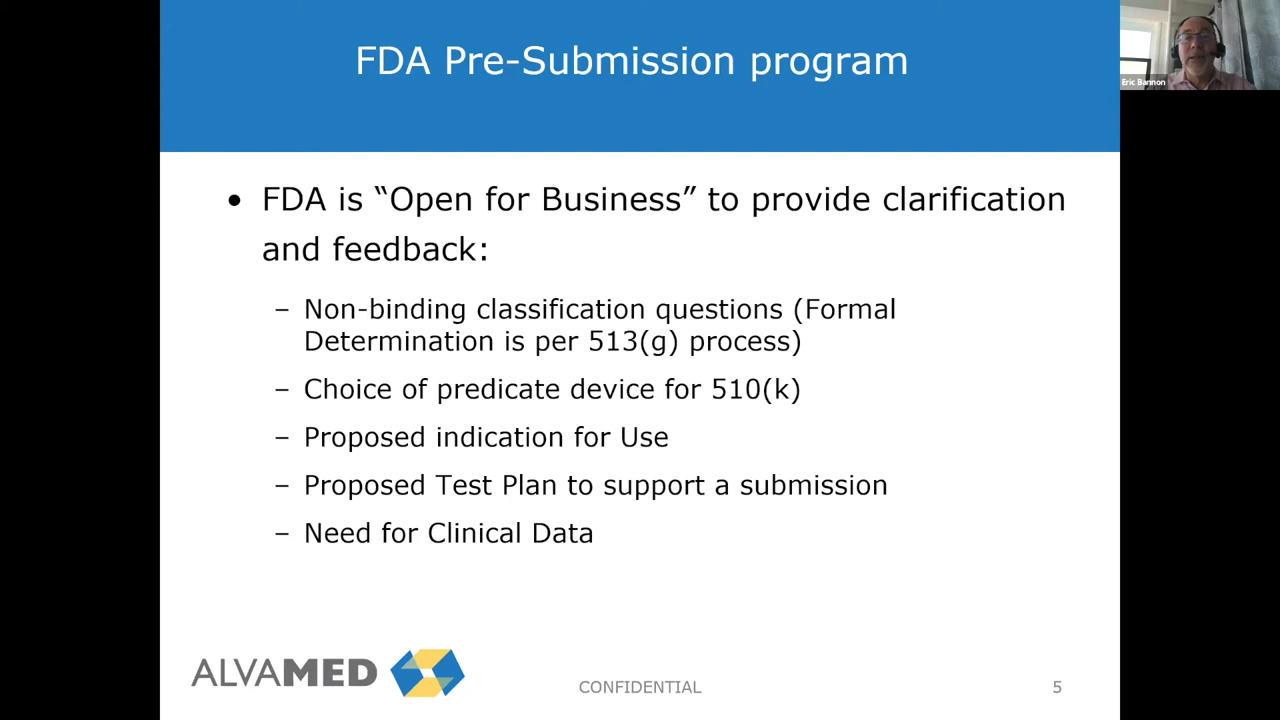 FDA Pre-Submission program
Eric Bannon
• FDA is “Open for Business” to provide clarification
and feedback:
– Non-binding classification questions (Formal
Determination is per 513(g) process)
– Choice of predicate device for 510(k)
– Proposed indication for Use
– Proposed Test Plan to support a submission
– Need for Clinical Data
ALVAMED
CONFIDENTIAL
5